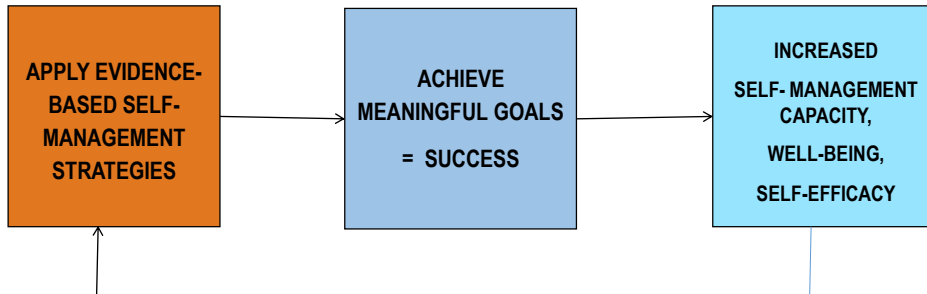 APPLY EVIDENCE-
BASED SELF-
MANAGEMENT
STRATEGIES
ACHIEVE
MEANINGFUL GOALS
= SUCCESS
INCREASED
SELF- MANAGEMENT
CAPACITY,
WELL-BEING,
SELF-EFFICACY